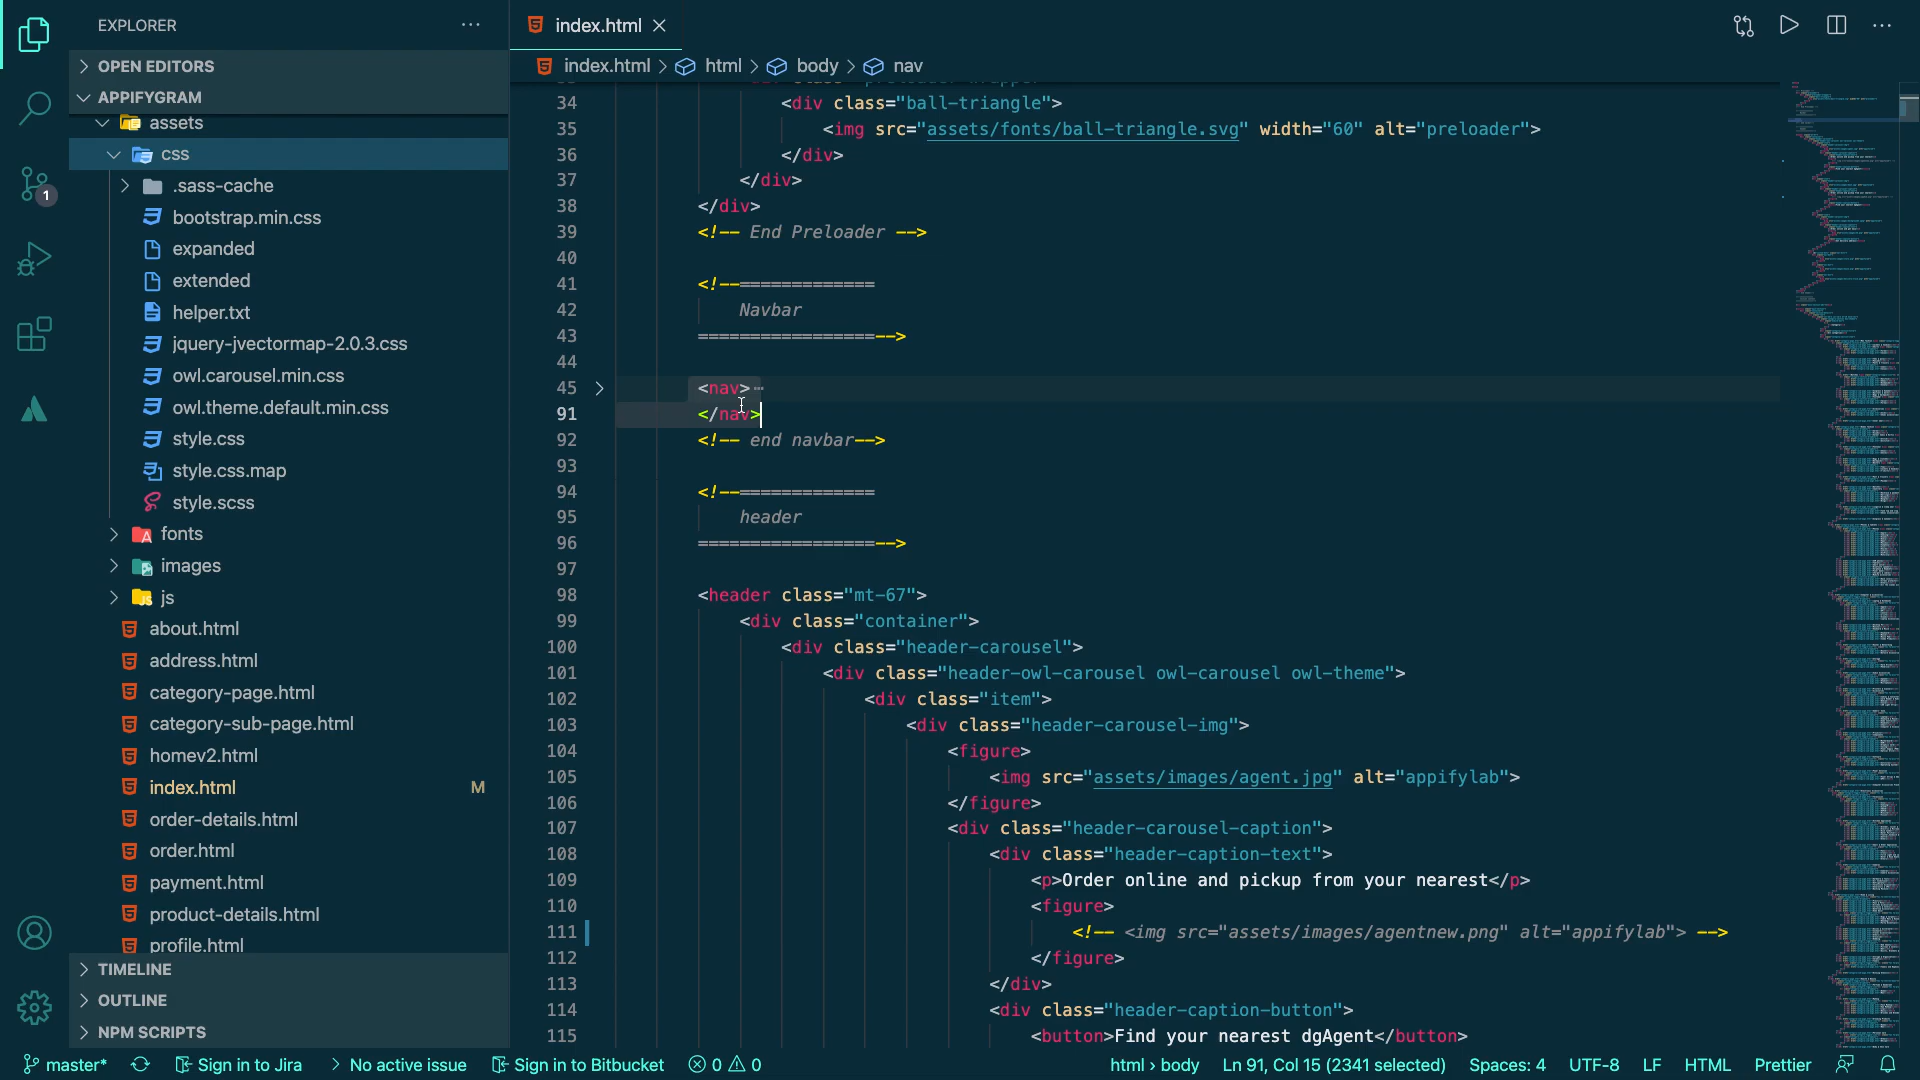 EXPLORER
OPEN EDITORS
APPIFYGRAM
assets
css
.sass-cache
bootstrap.min.css
expanded
extended
helper.txt
jquery-jvectormap-2.0.3.css
owl.carousel.min.css
owl.theme.default.min.css
style.css
style.css.map
style.scss
fonts
images
js
about.html
address.html
category-page.html
category-sub-page.html
homev2.html
index.html M
order-details.html
order.html
payment.html
product-details.html
profile.html
TIMELINE
OUTLINE
NPM SCRIPTS
1
index.html
index.html > html > body > nav
34 <div class="ball-triangle">
35 <img src="assets/fonts/ball-triangle.svg" width="60" alt="preloader">
36 </div>
37 </div>
38 </div>
39 <!-- End Preloader -->
40
41 <!--=============
42 Navbar
43 =================-->
44
45 <nav>
91 </nav>
92 <!-- end navbar-->
93
94 <!--=============
95 header
96 =================-->
97
98 <header class="mt-67">
99 <div class="container">
100 <div class="header-carousel">
101 <div class="header-owl-carousel owl-carousel owl-theme">
102 <div class="item">
103 <div class="header-carousel-img">
104 <figure>
105 <img src="assets/images/agent.jpg" alt="appifylab">
106 </figure>
107 <div class="header-carousel-caption">
108 <div class="header-caption-text">
109 <p>Order online and pickup from your nearest</p>
110 <figure>
111 <!-- <img src="assets/images/agentnew.png" alt="appifylab"> -->
112 </figure>
113 </div>
114 <div class="header-caption-button">
115 <button>Find your nearest dgAgent</button>
master* Sign in to Jira > No active issue Sign in to Bitbucket 0 0 html > body Ln 91, Col 15 (2341 selected) Spaces: 4 UTF-8 LF HTML Prettier